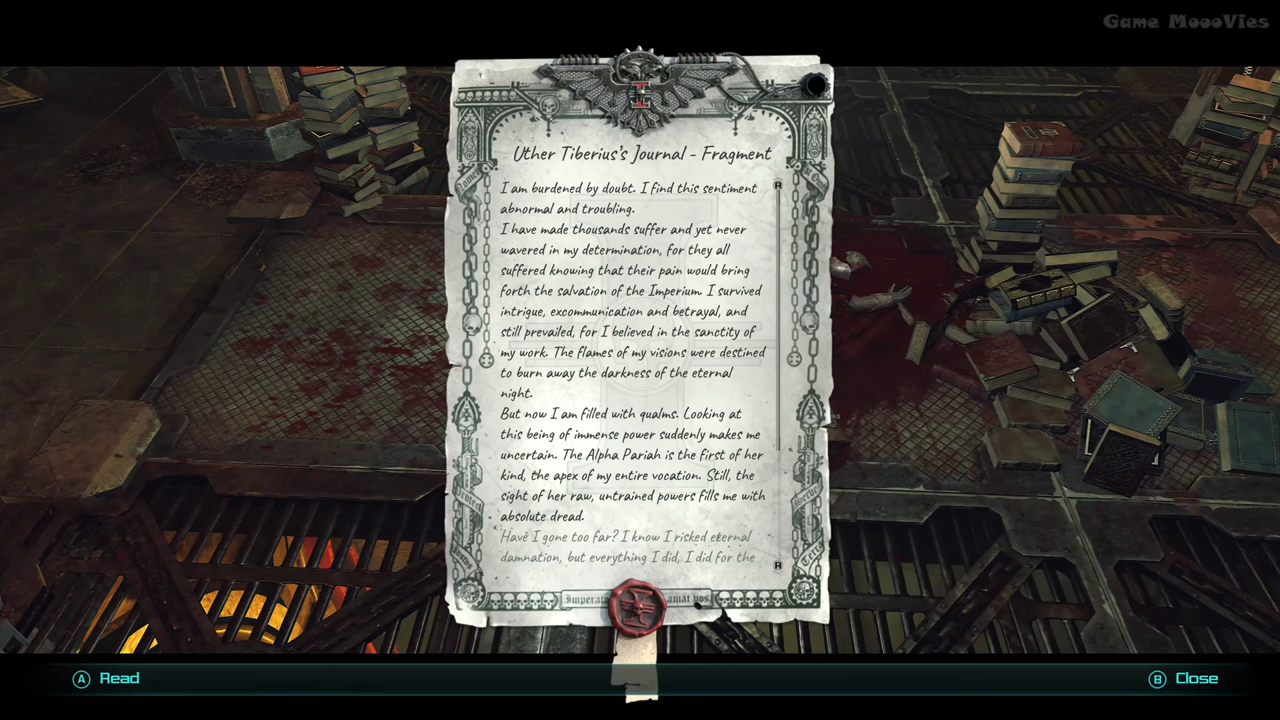 Game MoooVies
Uther Tiberius's Journal - Fragment
I am burdened by doubt. I find this sentiment
abnormal and troubling.
I have made thousands suffer and yet never
wavered in my determination, for they all
suffered knowing that their pain would bring
forth the salvation of the Imperium. I survived
intrigue, excommunication and betrayal, and
still prevailed, for I believed in the sanctity of
my work. The flames of my visions were destined
to burn away the darkness of the eternal
night.
But now I am filled with qualms. Looking at
this being of immense power suddenly makes me
uncertain. The Alpha Pariah is the first of her
kind, the apex of my entire vocation. Still, the
sight of her raw, untrained powers fills me with
absolute dread.
Have I gone too far? I know I risked eternal
damnation, but everything I did, I did for the
R
R
amat vos
A Read
B Close